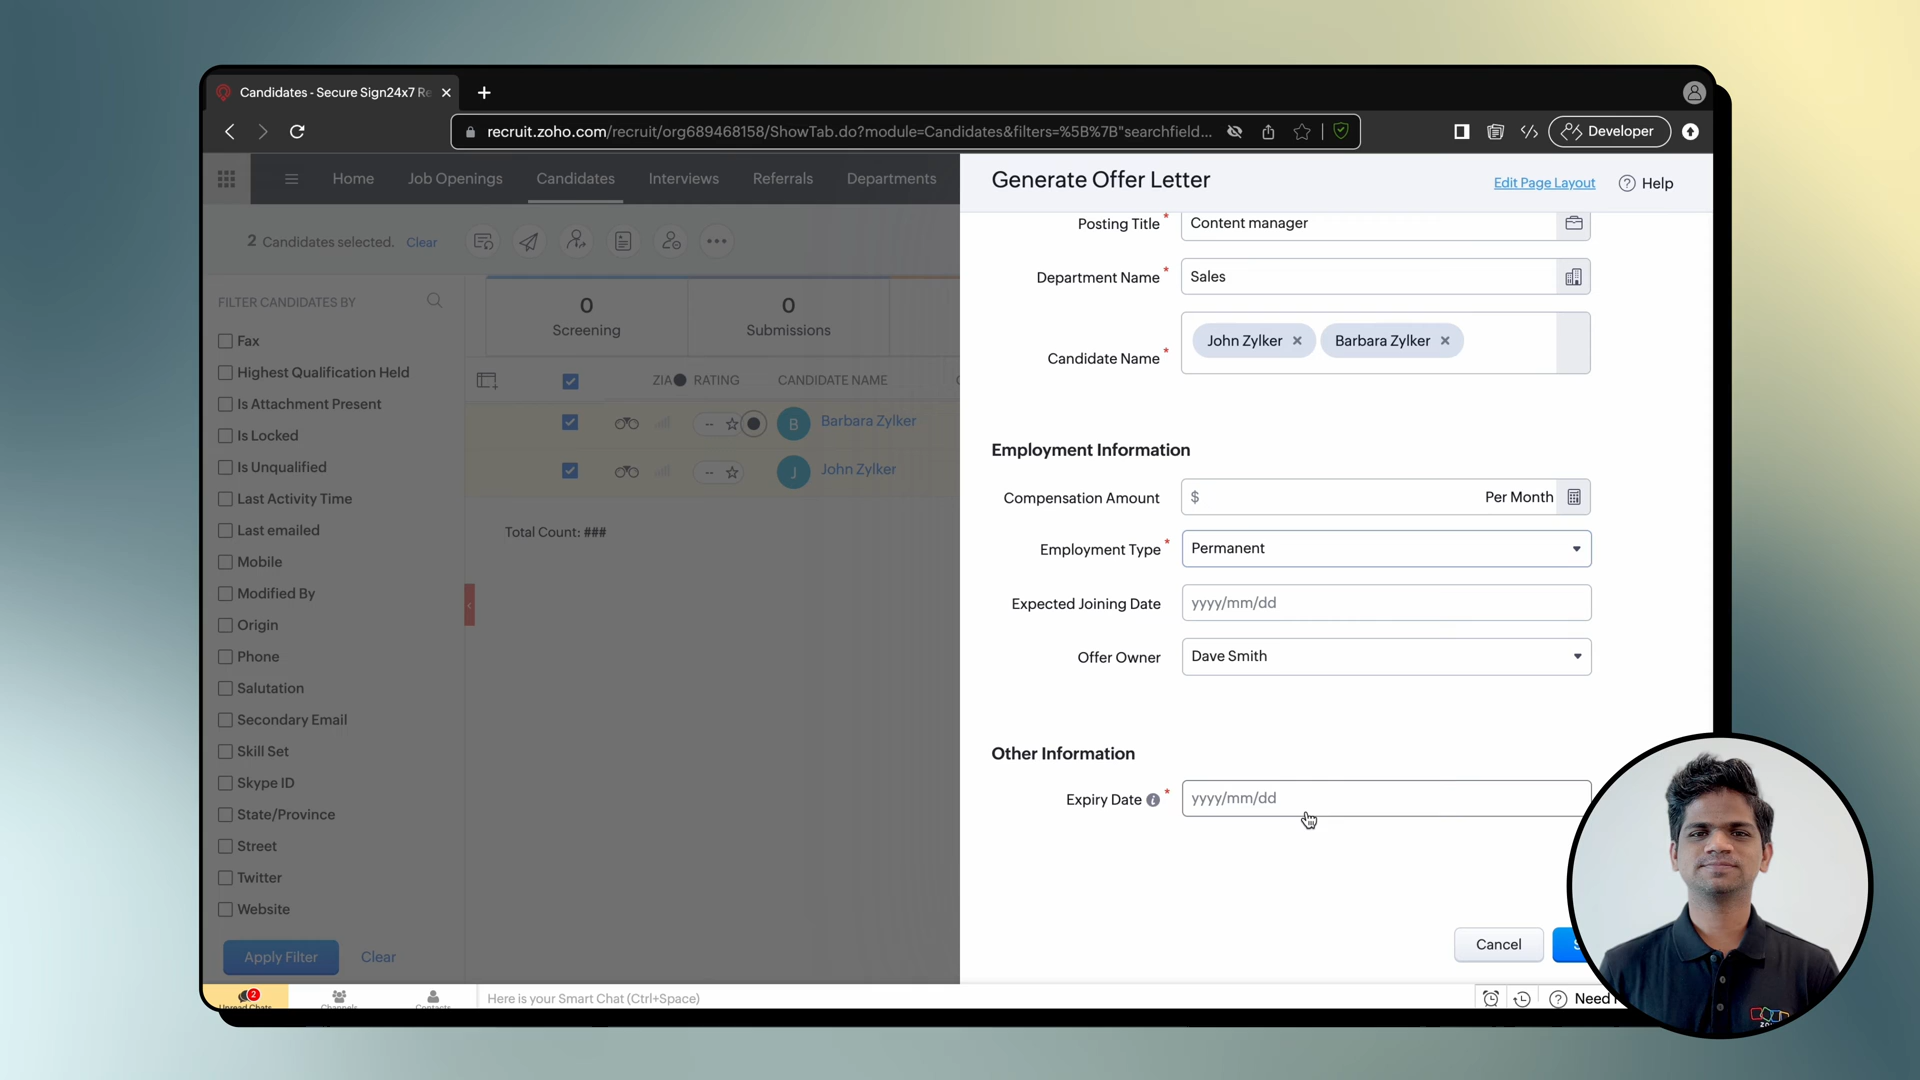 Candidates - Secure Sign24x7 Re
recruit.zoho.com/recruit/org689468158/ShowTab.do?module=Candidates&filters=%5B%7B"searchfield...
Developer
Home Job Openings Candidates Interviews Referrals Departments
Generate Offer Letter
Edit Page Layout
Help
2 Candidates selected. Clear
Posting Title * Content manager
Department Name * Sales
Candidate Name * John Zylker Barbara Zylker
Employment Information
Compensation Amount $ Per Month
Employment Type * Permanent
Expected Joining Date yyyy/mm/dd
Offer Owner Dave Smith
Other Information
Expiry Date * yyyy/mm/dd
Cancel S
FILTER CANDIDATES BY
Fax
Highest Qualification Held
Is Attachment Present
Is Locked
Is Unqualified
Last Activity Time
Last emailed
Mobile
Modified By
Origin
Phone
Salutation
Secondary Email
Skill Set
Skype ID
State/Province
Street
Twitter
Website
Apply Filter Clear
0 0
Screening Submissions
ZIA RATING CANDIDATE NAME
-- B Barbara Zylker
-- J John Zylker
Total Count: ###
2
Unread Chats Channels Contacts
Here is your Smart Chat (Ctrl+Space)
Need